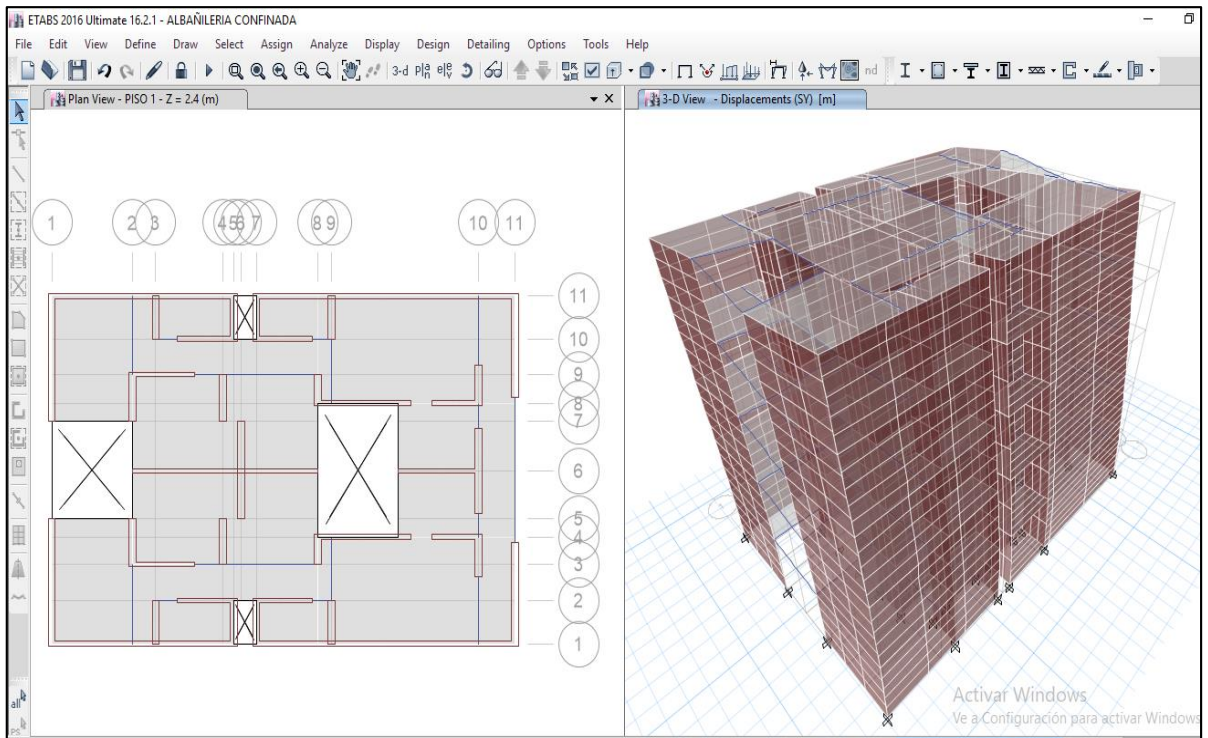 ETABS 2016 Ultimate 16.2.1 - ALBAÑILERIA CONFINADA
File Edit View Define Draw Select Assign Analyze Display Design Detailing Options Tools Help
3-d nd
Plan View - PISO 1 - Z = 2.4 (m)
3-D View - Displacements (SY) [m]
1 2 3 4 5 6 7 8 9 10 11
11
10
9
8
7
6
5
4
3
2
1
all
Activar Windows
Ve a Configuración para activar Windows